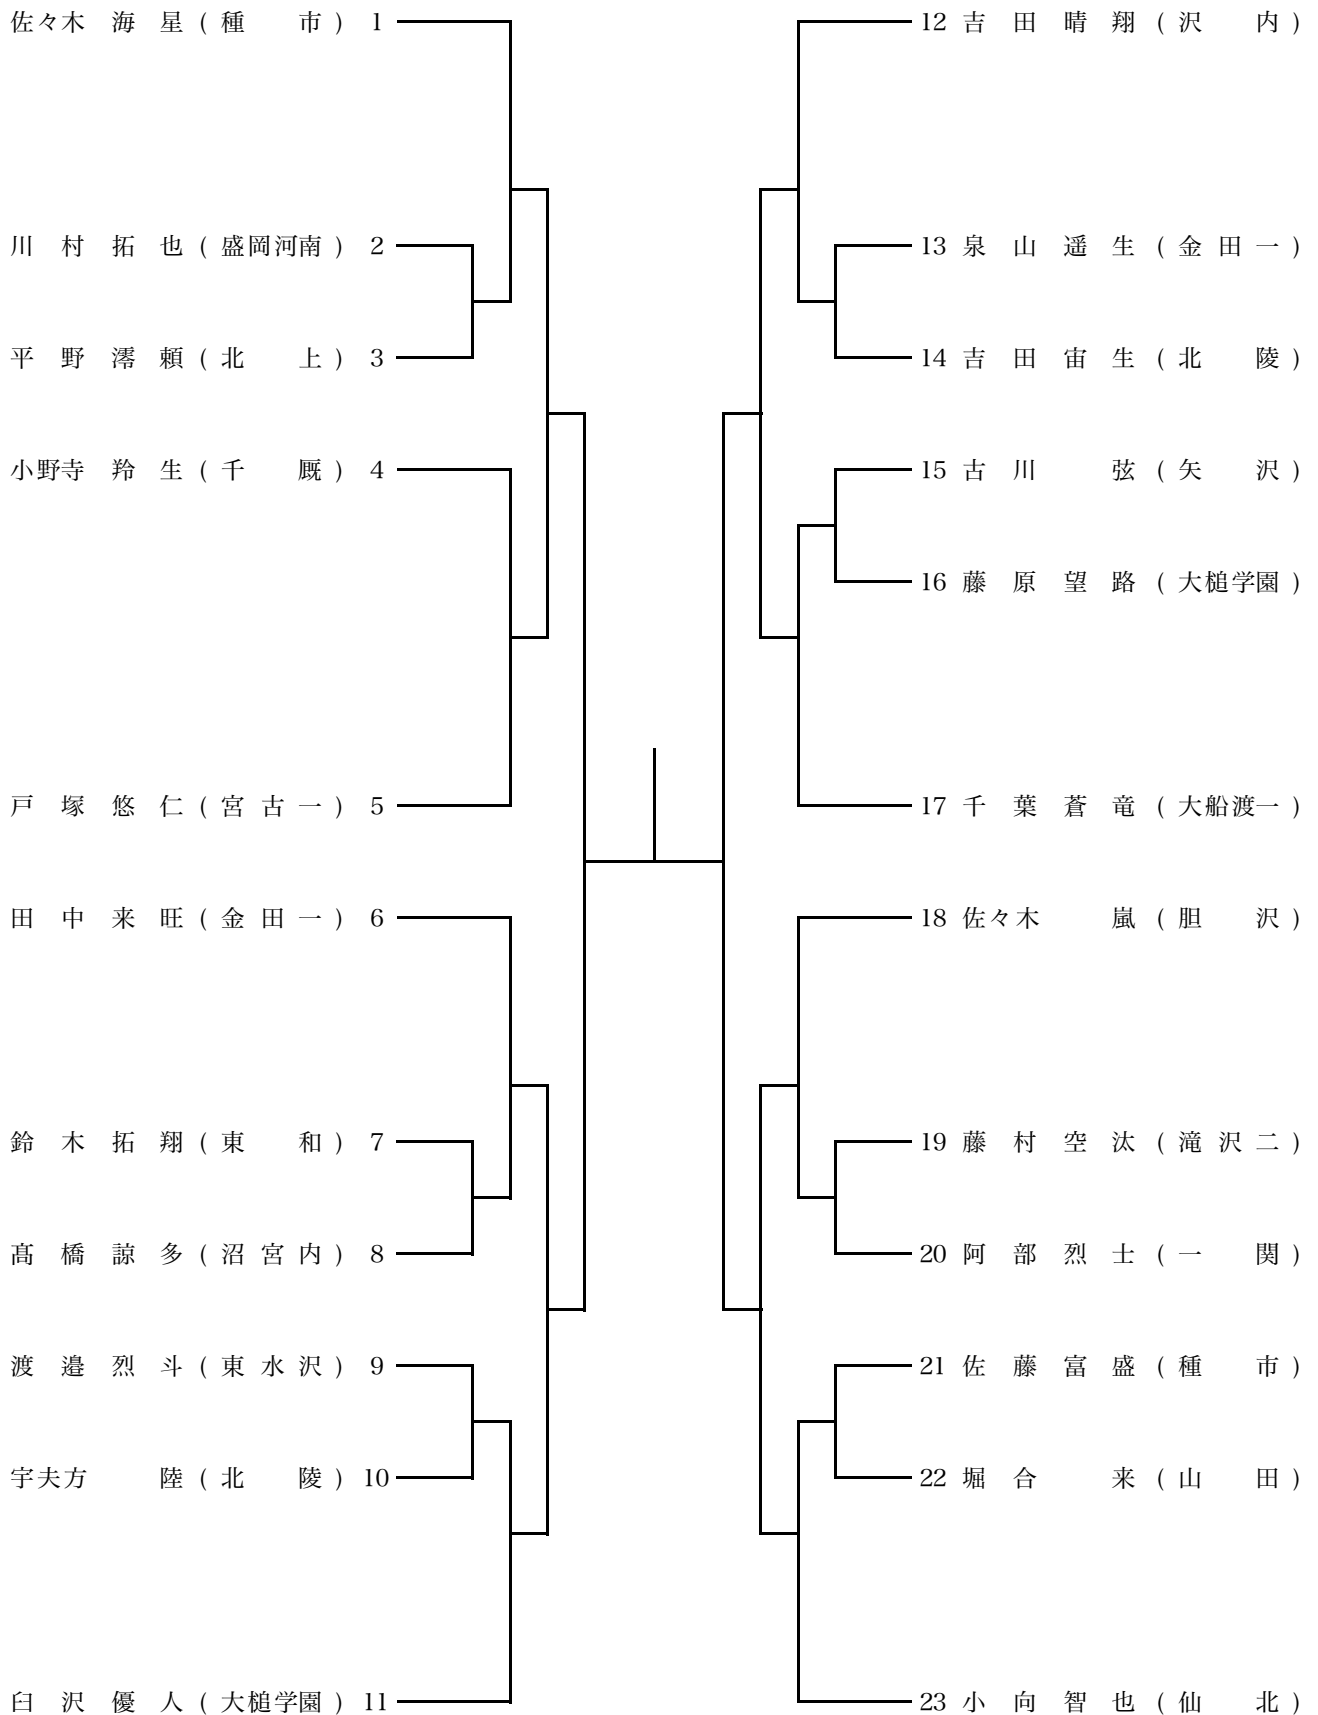 佐々木 海 星 ( 種 市 ) 1
川 村 拓 也 ( 盛岡河南 ) 2
平 野 澪 頼 ( 北 上 ) 3
小野寺 羚 生 ( 千 厩 ) 4
戸 塚 悠 仁 ( 宮 古 一 ) 5
田 中 来 旺 ( 金 田 一 ) 6
鈴 木 拓 翔 ( 東 和 ) 7
髙 橋 諒 多 ( 沼 宮 内 ) 8
渡 邉 烈 斗 ( 東 水 沢 ) 9
宇夫方 陸 ( 北 陵 ) 10
臼 沢 優 人 ( 大槌学園 ) 11
12 吉 田 晴 翔 ( 沢 内 )
13 泉 山 遥 生 ( 金 田 一 )
14 吉 田 宙 生 ( 北 陵 )
15 古 川 弦 ( 矢 沢 )
16 藤 原 望 路 ( 大槌学園 )
17 千 葉 蒼 竜 ( 大船渡一 )
18 佐々木 嵐 ( 胆 沢 )
19 藤 村 空 汰 ( 滝 沢 二 )
20 阿 部 烈 士 ( 一 関 )
21 佐 藤 富 盛 ( 種 市 )
22 堀 合 来 ( 山 田 )
23 小 向 智 也 ( 仙 北 )